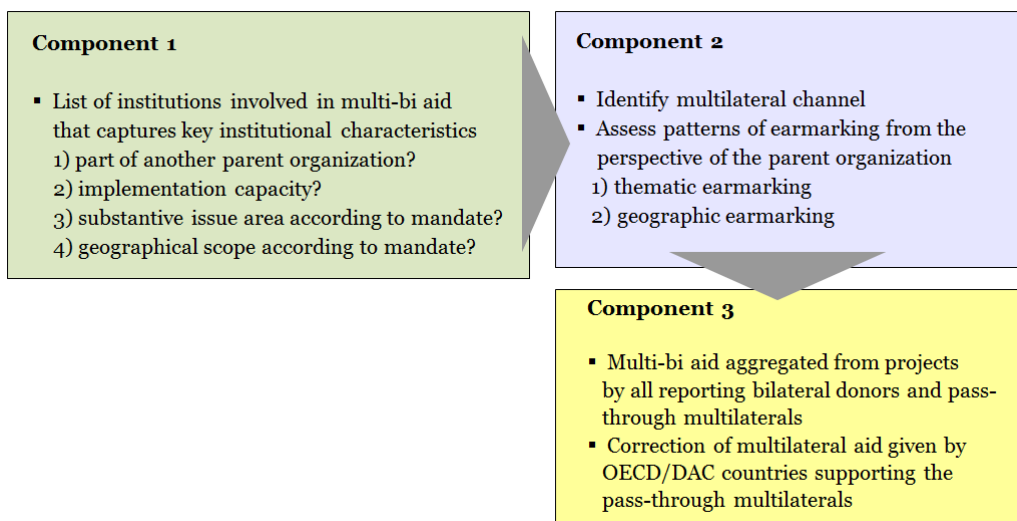 Component 1
▪ List of institutions involved in multi-bi aid
that captures key institutional characteristics
1) part of another parent organization?
2) implementation capacity?
3) substantive issue area according to mandate?
4) geographical scope according to mandate?
Component 2
▪ Identify multilateral channel
▪ Assess patterns of earmarking from the
perspective of the parent organization
1) thematic earmarking
2) geographic earmarking
Component 3
▪ Multi-bi aid aggregated from projects
by all reporting bilateral donors and pass-
through multilaterals
▪ Correction of multilateral aid given by
OECD/DAC countries supporting the
pass-through multilaterals